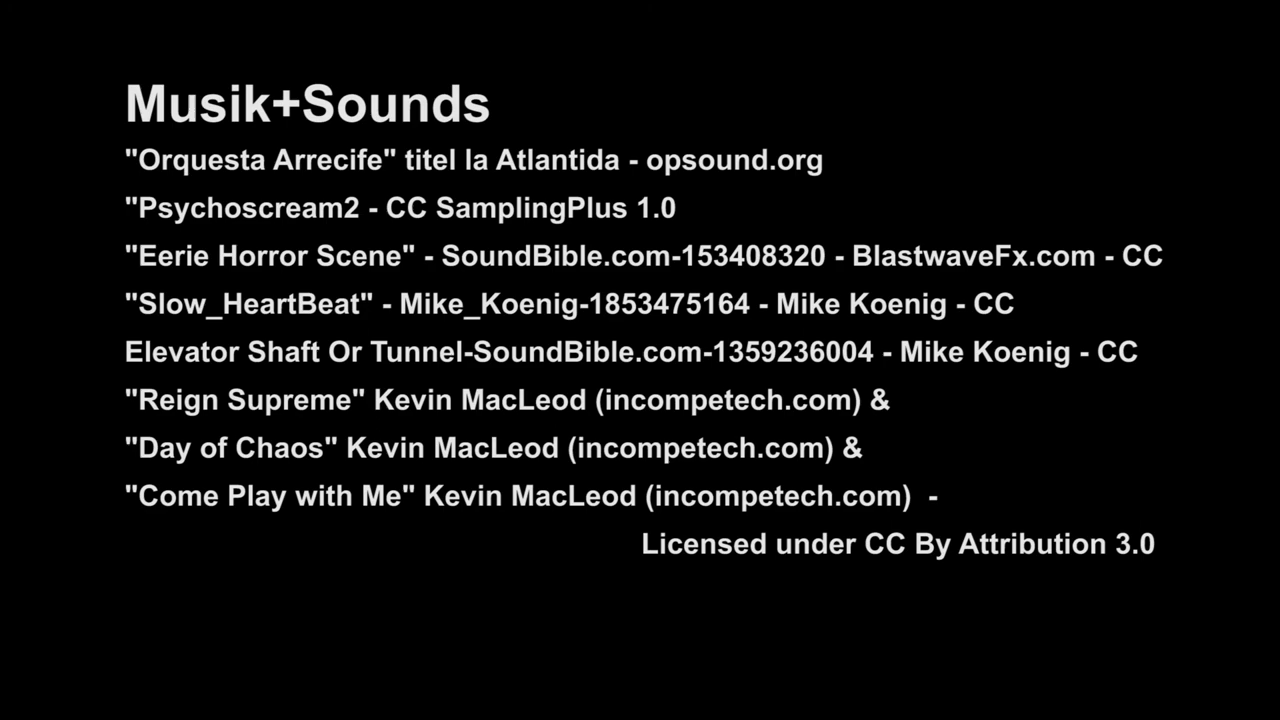 Musik+Sounds
"Orquesta Arrecife" titel la Atlantida - opsound.org
"Psychoscream2 - CC SamplingPlus 1.0
"Eerie Horror Scene" - SoundBible.com-153408320 - BlastwaveFx.com - CC
"Slow_HeartBeat" - Mike_Koenig-1853475164 - Mike Koenig - CC
Elevator Shaft Or Tunnel-SoundBible.com-1359236004 - Mike Koenig - CC
"Reign Supreme" Kevin MacLeod (incompetech.com) &
"Day of Chaos" Kevin MacLeod (incompetech.com) &
"Come Play with Me" Kevin MacLeod (incompetech.com)  -
Licensed under CC By Attribution 3.0